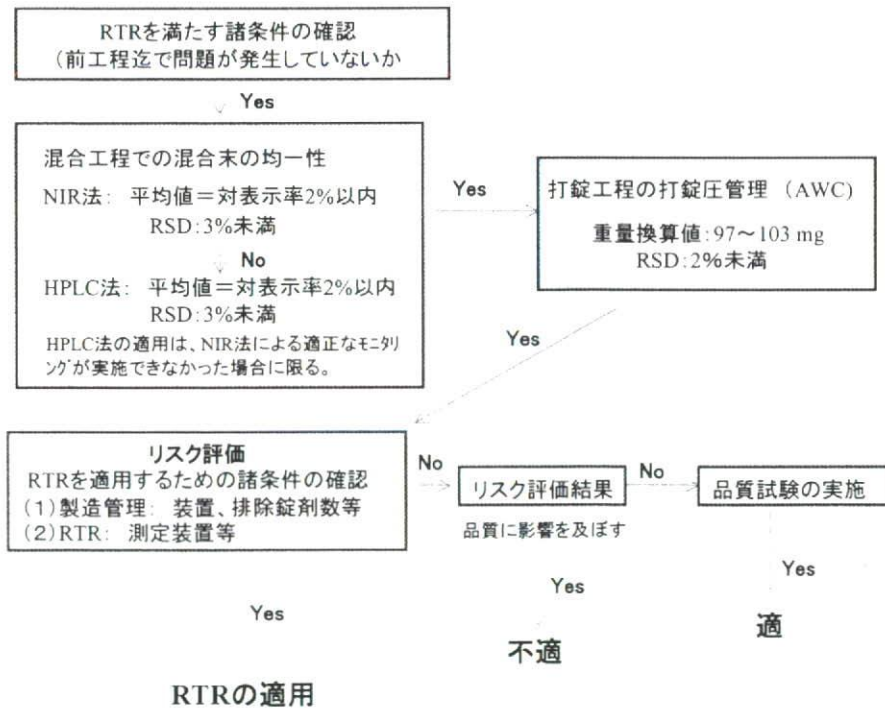 RTRを満たす諸条件の確認
(前工程迄で問題が発生していないか
Yes
混合工程での混合末の均一性
NIR法: 平均値=対表示率2%以内
RSD:3%未満
No
HPLC法: 平均値=対表示率2%以内
RSD:3%未満
HPLC法の適用は、NIR法による適正なモニタリ
ングが実施できなかった場合に限る。
Yes
打錠工程の打錠圧管理 (AWC)
重量換算値:97~103 mg
RSD:2%未満
Yes
リスク評価
RTRを適用するための諸条件の確認
(1)製造管理: 装置、排除錠剤数等
(2)RTR: 測定装置等
No
リスク評価結果
品質に影響を及ぼす
No
品質試験の実施
Yes
Yes
Yes
適
不適
RTRの適用